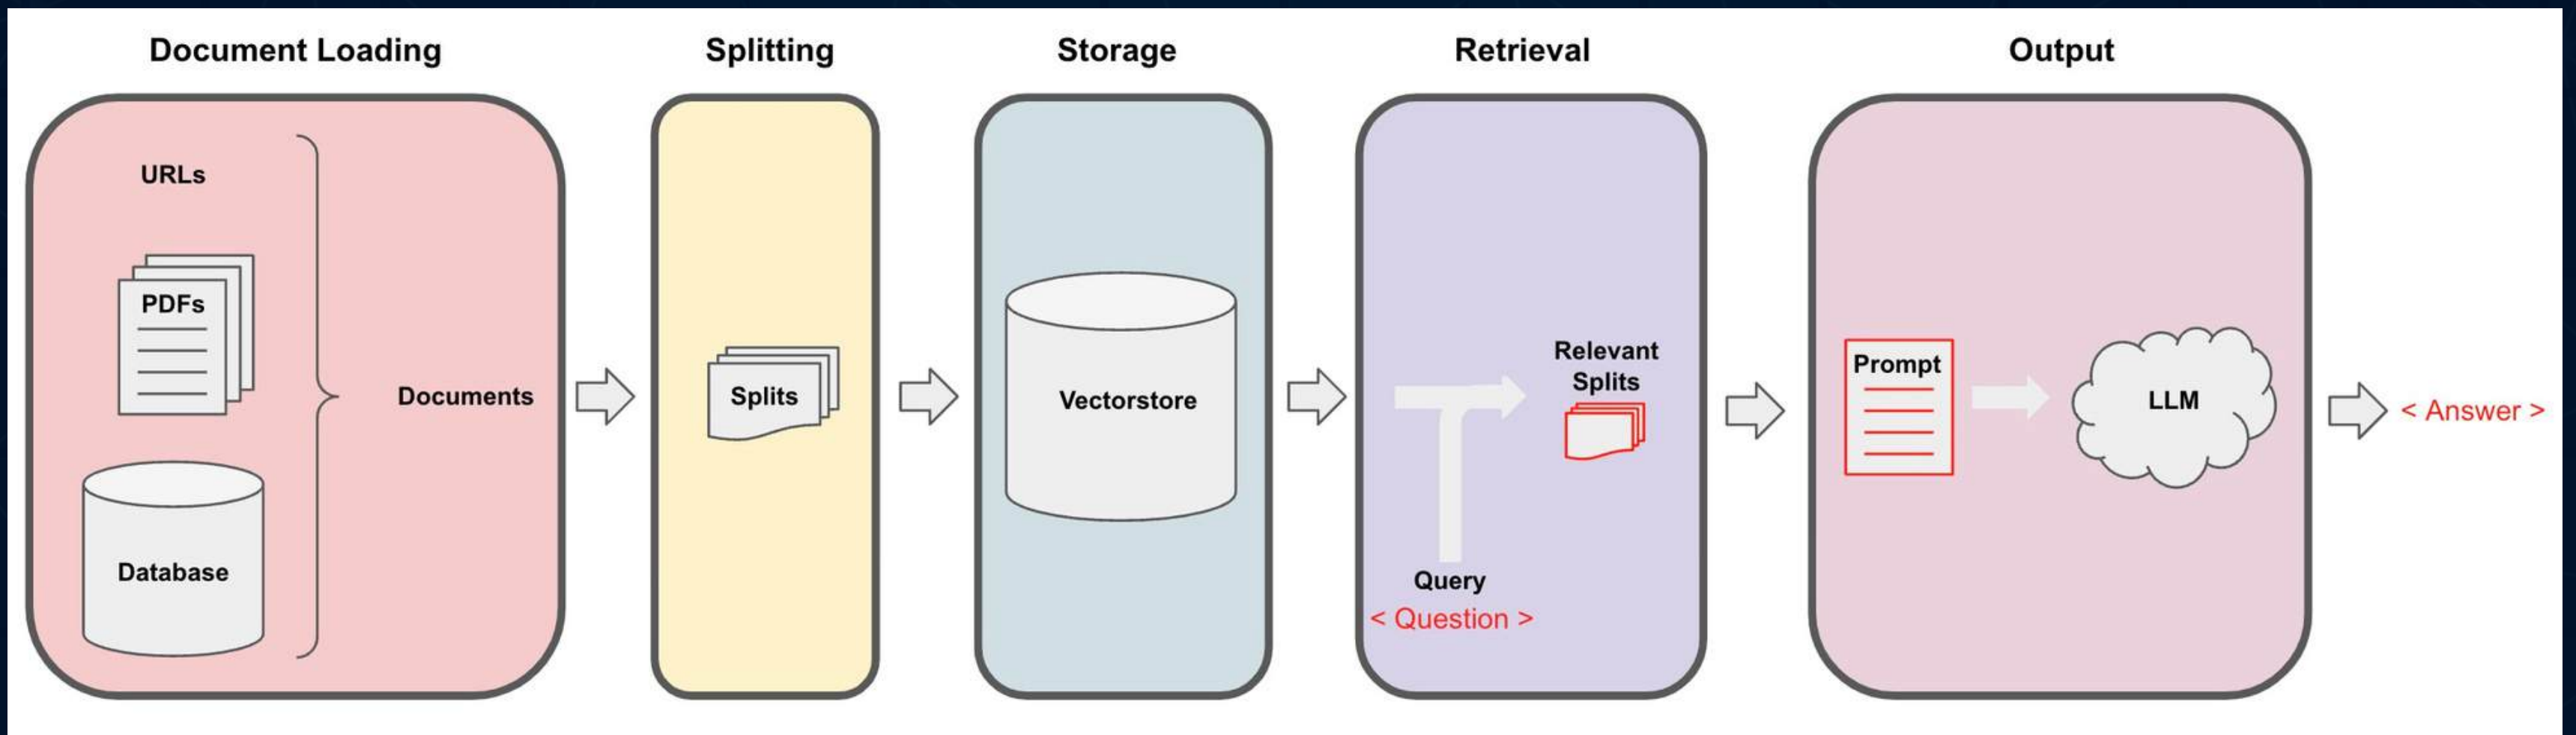 Document Loading
Splitting
Storage
Retrieval
Output
URLs
PDFs
Database
Documents
Splits
Vectorstore
Relevant
Splits
Query
< Question >
Prompt
LLM
< Answer >